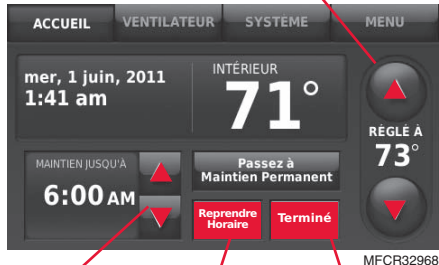 ACCUEIL VENTILATEUR SYSTÈME MENU
mer, 1 juin, 2011
1:41 am
INTÉRIEUR
71°
RÉGLÉ À
73°
MAINTIEN JUSQU'À
6:00 AM
Passez à
Maintien Permanent
Reprendre
Horaire
Terminé
MFCR32968